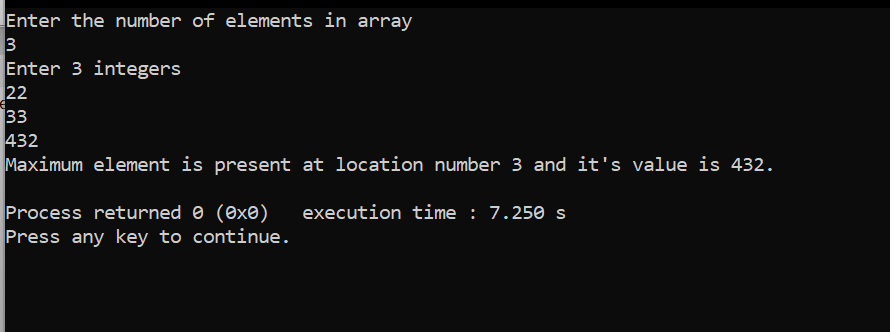 Enter the number of elements in array
3
Enter 3 integers
22
33
432
Maximum element is present at location number 3 and it's value is 432.
Process returned 0 (0x0)   execution time : 7.250 s
Press any key to continue.